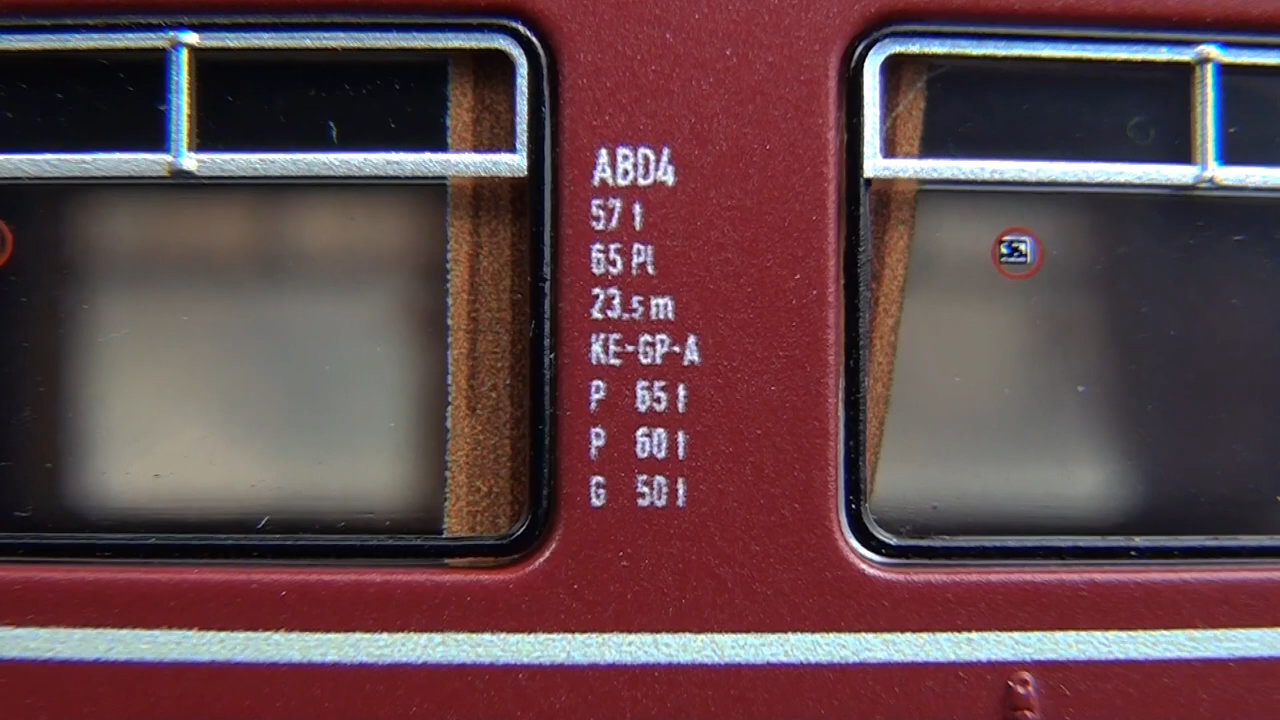 ABD4
57 t
65 Pl
23.5 m
KE-GP-A
P 65 t
P 60 t
G 50 t